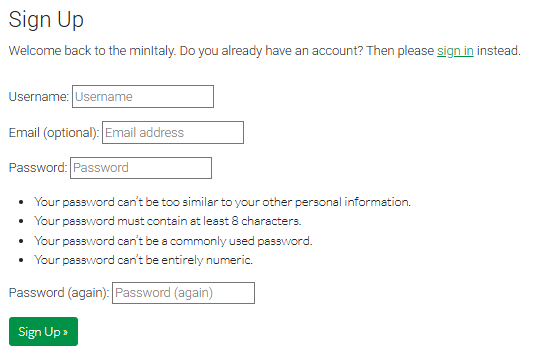 Sign Up
Welcome back to the minItaly. Do you already have an account? Then please sign in instead.
Username: Username
Email (optional): Email address
Password: Password
• Your password can't be too similar to your other personal information.
• Your password must contain at least 8 characters.
• Your password can't be a commonly used password.
• Your password can't be entirely numeric.
Password (again): Password (again)
Sign Up »